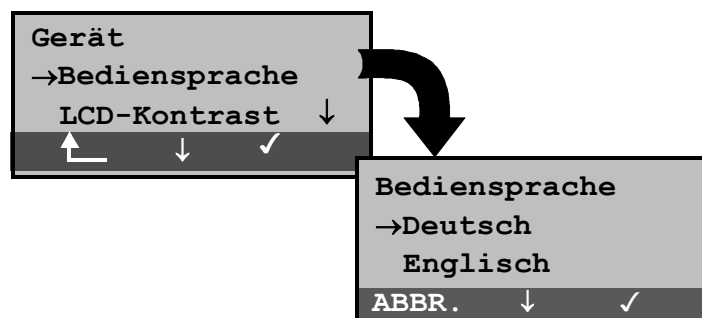 Gerät
→Bediensprache
LCD-Kontrast ↓
↓ ✓
Bediensprache
→Deutsch
Englisch
ABBR. ↓ ✓